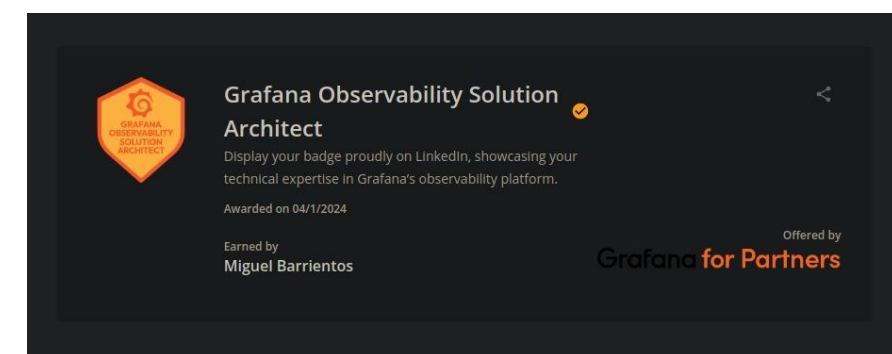 GRAFANA
OBSERVABILITY
SOLUTION
ARCHITECT
Grafana Observability Solution
Architect
Display your badge proudly on LinkedIn, showcasing your
technical expertise in Grafana's observability platform.
Awarded on 04/1/2024
Earned by
Miguel Barrientos
Offered by
Grafana for Partners